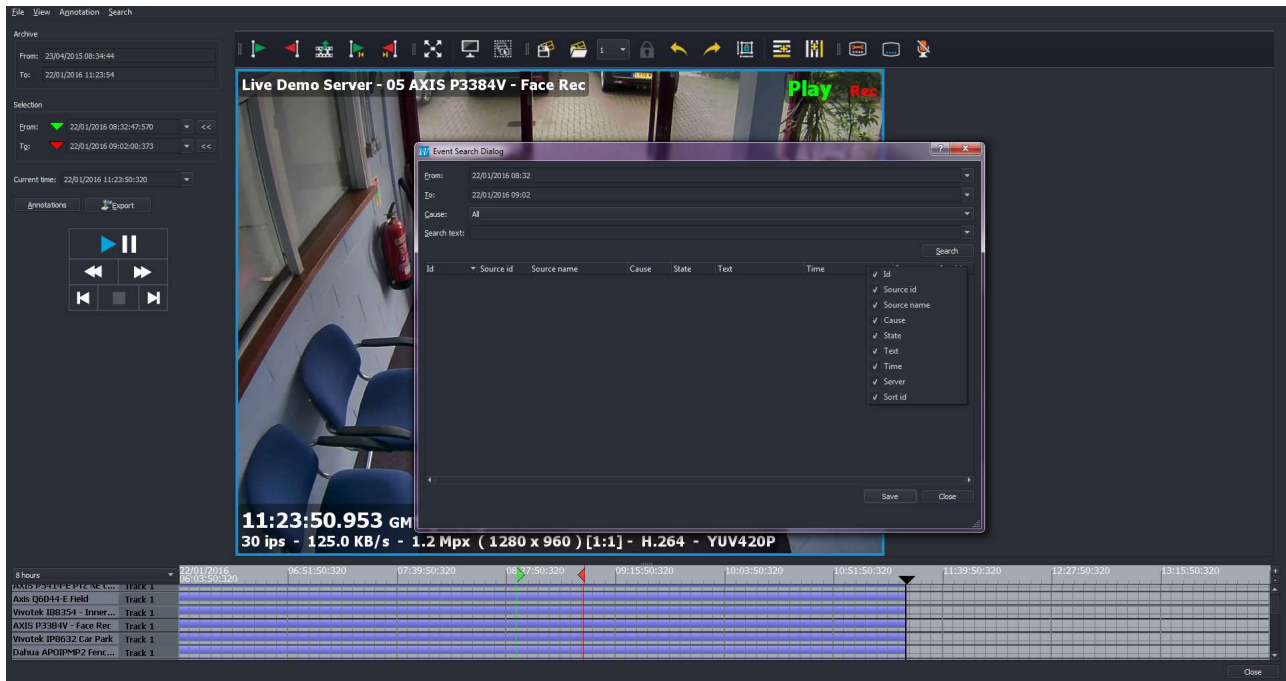 File View Annotation Search
Archive
From: 23/04/2015 08:34:44
To: 22/01/2016 11:23:54
Selection
From: 22/01/2016 08:32:47:570 <<
To: 22/01/2016 09:02:00:373 <<
Current time: 22/01/2016 11:23:50:320
Annotations Export
1
Live Demo Server - 05 AXIS P3384V - Face Rec
Play Rec
Event Search Dialog
From: 22/01/2016 08:32
To: 22/01/2016 09:02
Cause: All
Search text:
Search
Id Source id Source name Cause State Text Time
Id
Source id
Source name
Cause
State
Text
Time
Server
Sort id
Save Close
11:23:50.953 GM
30 ips - 125.0 KB/s - 1.2 Mpx ( 1280 x 960 ) [1:1] - H.264 - YUV420P
8 hours
22/01/2016
06:03:50:320 06:51:50:320 07:39:50:320 08:27:50:320 09:15:50:320 10:03:50:320 10:51:50:320 11:39:50:320 12:27:50:320 13:15:50:320
Track 1
Axis Q6044-E Field Track 1
Vivotek IB8354 - Inner... Track 1
AXIS P3384V - Face Rec Track 1
Vivotek IP8632 Car Park Track 1
Dahua APOIPMP2 Fenc... Track 1
Close